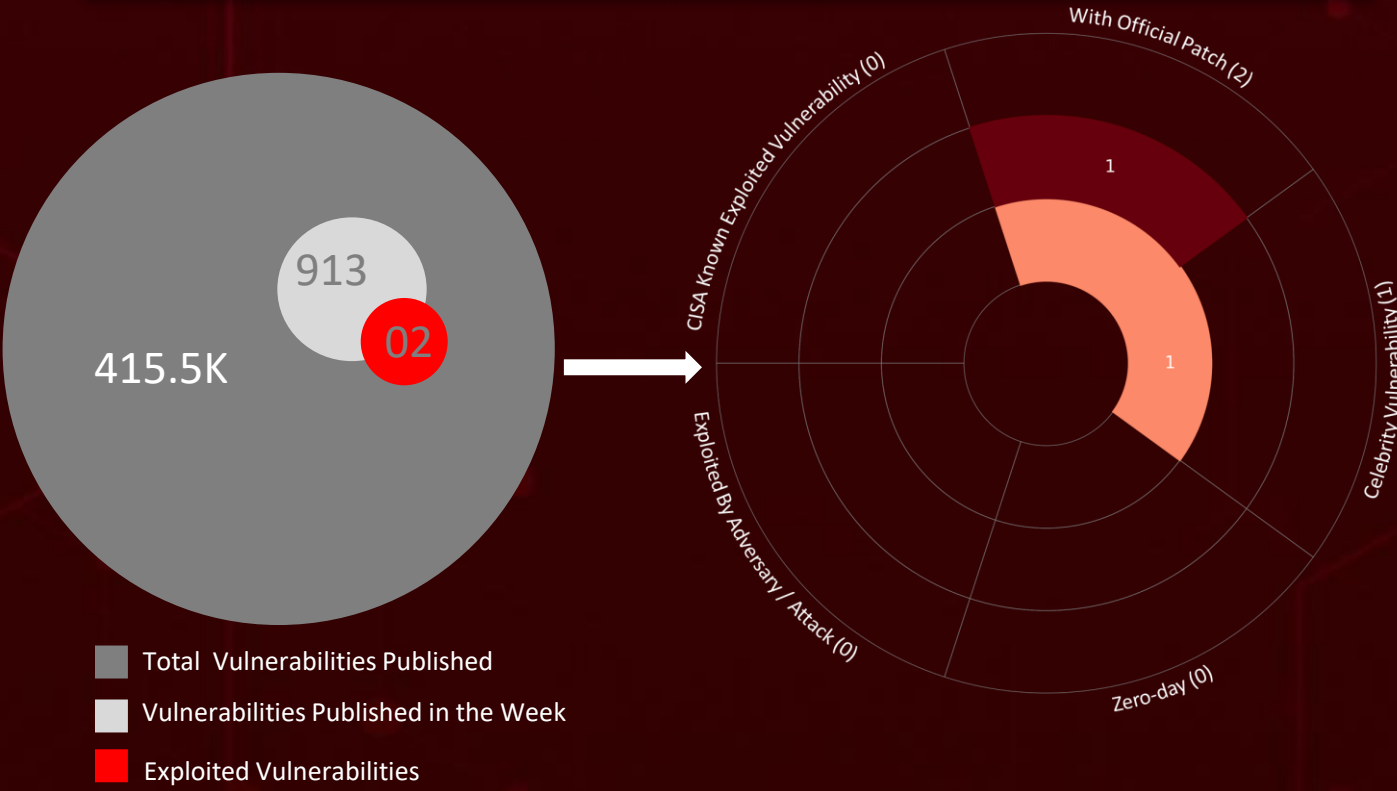 415.5K
913
02
Total Vulnerabilities Published
Vulnerabilities Published in the Week
Exploited Vulnerabilities
CISA Known Exploited Vulnerability (0)
With Official Patch (2)
Celebrity Vulnerability (1)
Zero-day (0)
Exploited By Adversary / Attack (0)
1
1